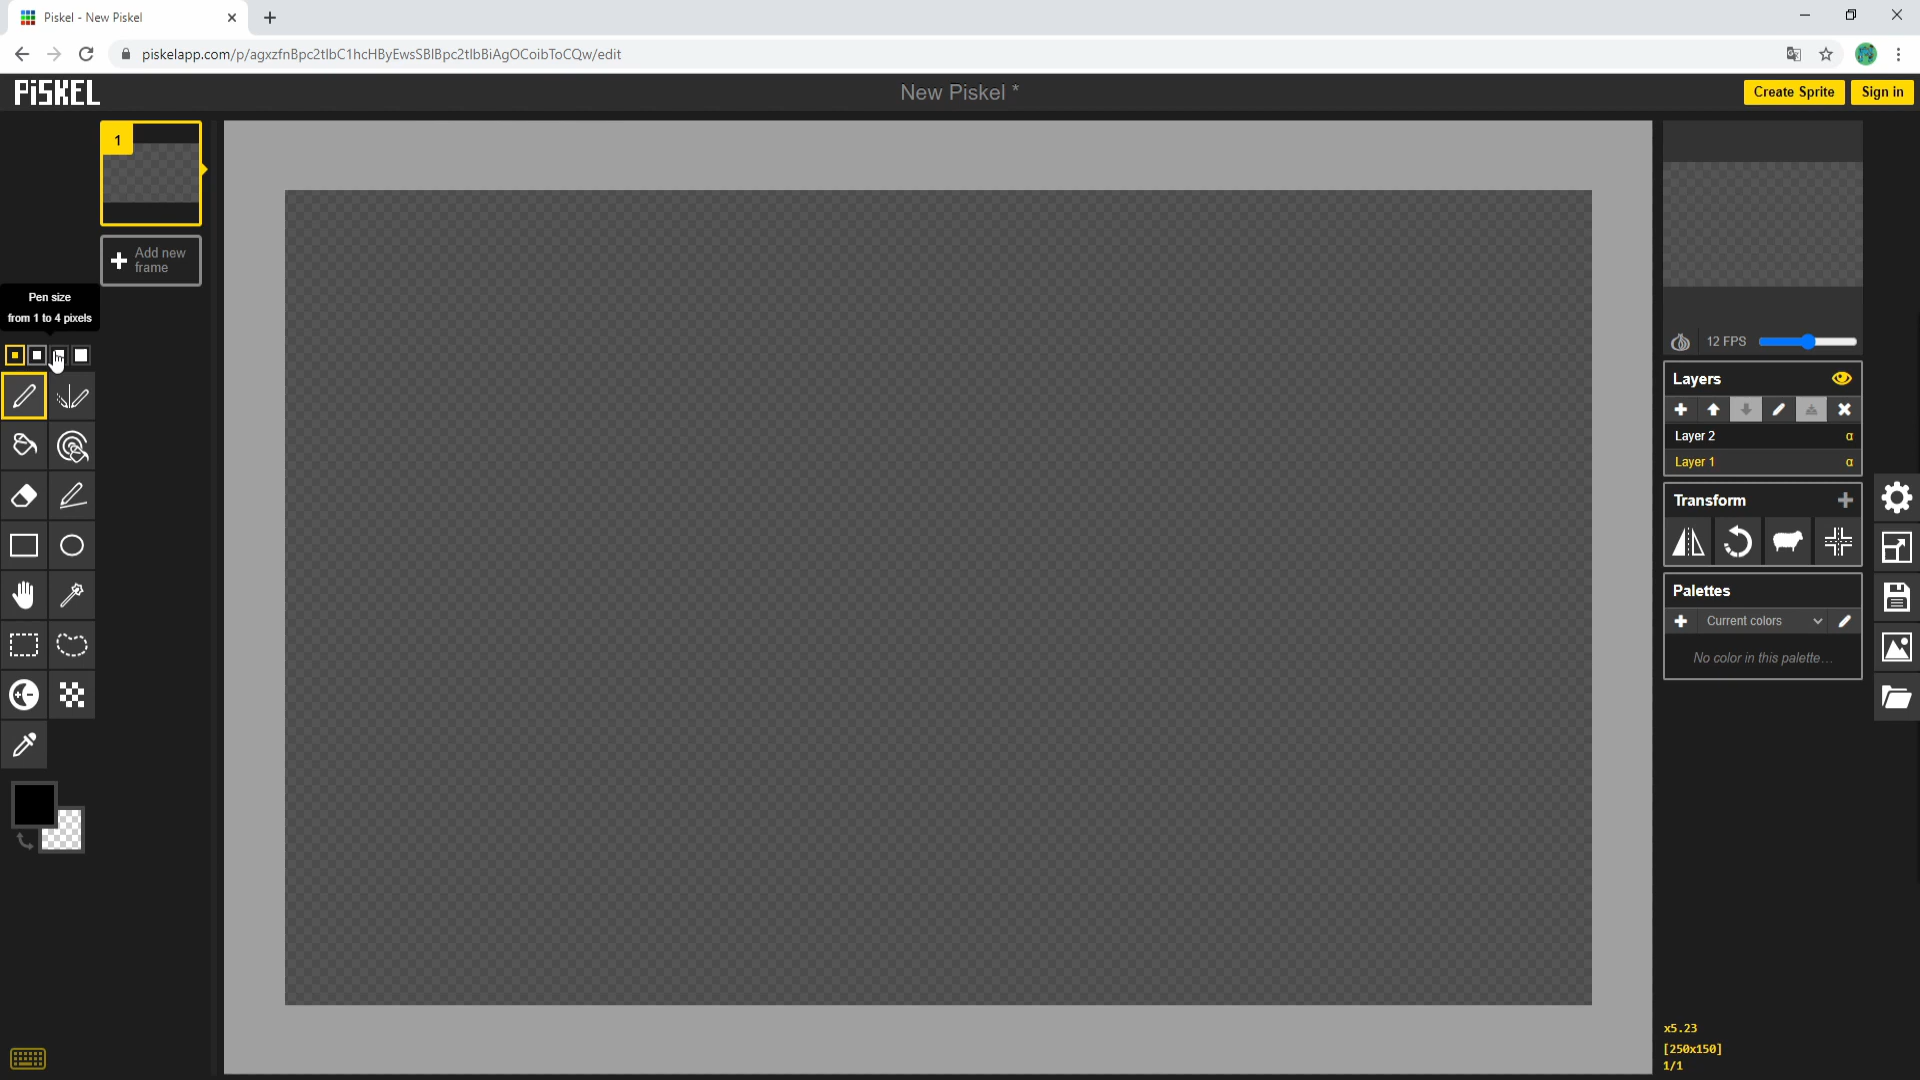 Piskel - New Piskel
piskelapp.com/p/agxzfnBpc2tlbC1hcHByEwsSBlBpc2tlbBiAgOCoibToCQw/edit
PiSKEL
New Piskel *
Create Sprite
Sign in
1
Add new
frame
Pen size
from 1 to 4 pixels
12 FPS
Layers
Layer 2
α
Layer 1
α
Transform
Palettes
Current colors
No color in this palette...
x5.23
[250x150]
1/1